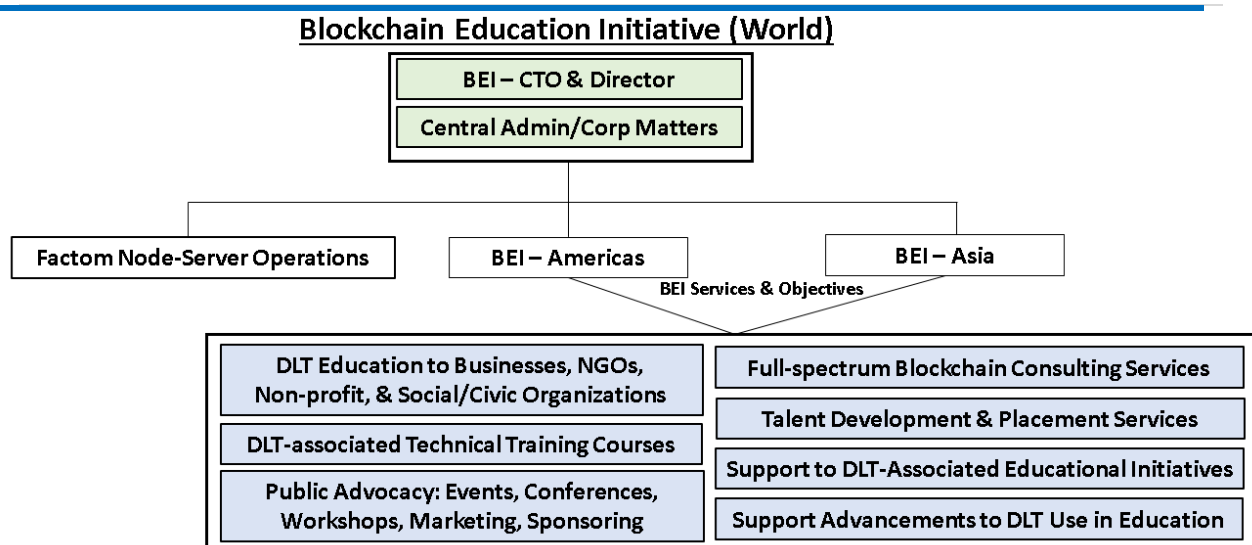 Blockchain Education Initiative (World)
BEI – CTO & Director
Central Admin/Corp Matters
Factom Node-Server Operations
BEI – Americas
BEI – Asia
BEI Services & Objectives
DLT Education to Businesses, NGOs,
Non-profit, & Social/Civic Organizations
DLT-associated Technical Training Courses
Public Advocacy: Events, Conferences,
Workshops, Marketing, Sponsoring
Full-spectrum Blockchain Consulting Services
Talent Development & Placement Services
Support to DLT-Associated Educational Initiatives
Support Advancements to DLT Use in Education